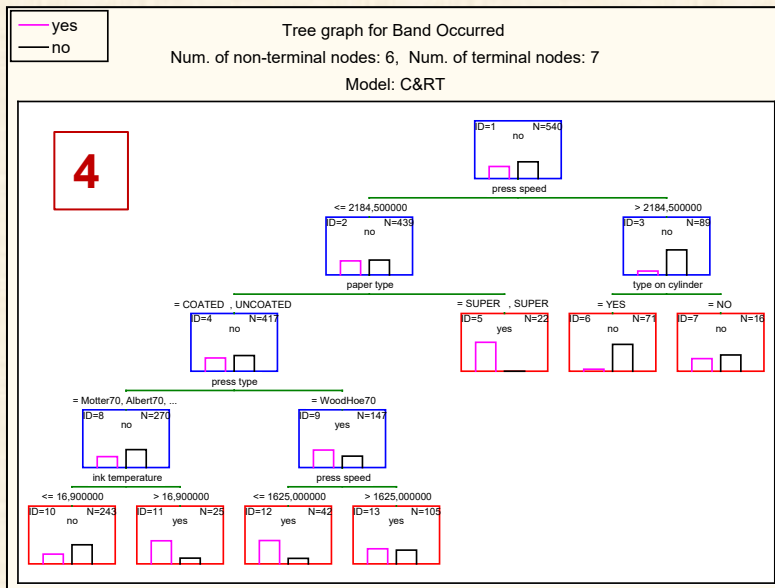 yes
no
Tree graph for Band Occurred
Num. of non-terminal nodes: 6,  Num. of terminal nodes: 7
Model: C&RT
4
ID=1 N=540
no
press speed
<= 2184,500000 > 2184,500000
ID=2 N=439 ID=3 N=89
no no
paper type type on cylinder
= COATED  , UNCOATED = SUPER  , SUPER = YES = NO
ID=4 N=417 ID=5 N=22 ID=6 N=71 ID=7 N=16
no yes no no
press type
= Motter70, Albert70, ... = WoodHoe70
ID=8 N=270 ID=9 N=147
no yes
ink temperature press speed
<= 16,900000 > 16,900000 <= 1625,000000 > 1625,000000
ID=10 N=243 ID=11 N=25 ID=12 N=42 ID=13 N=105
no yes yes yes